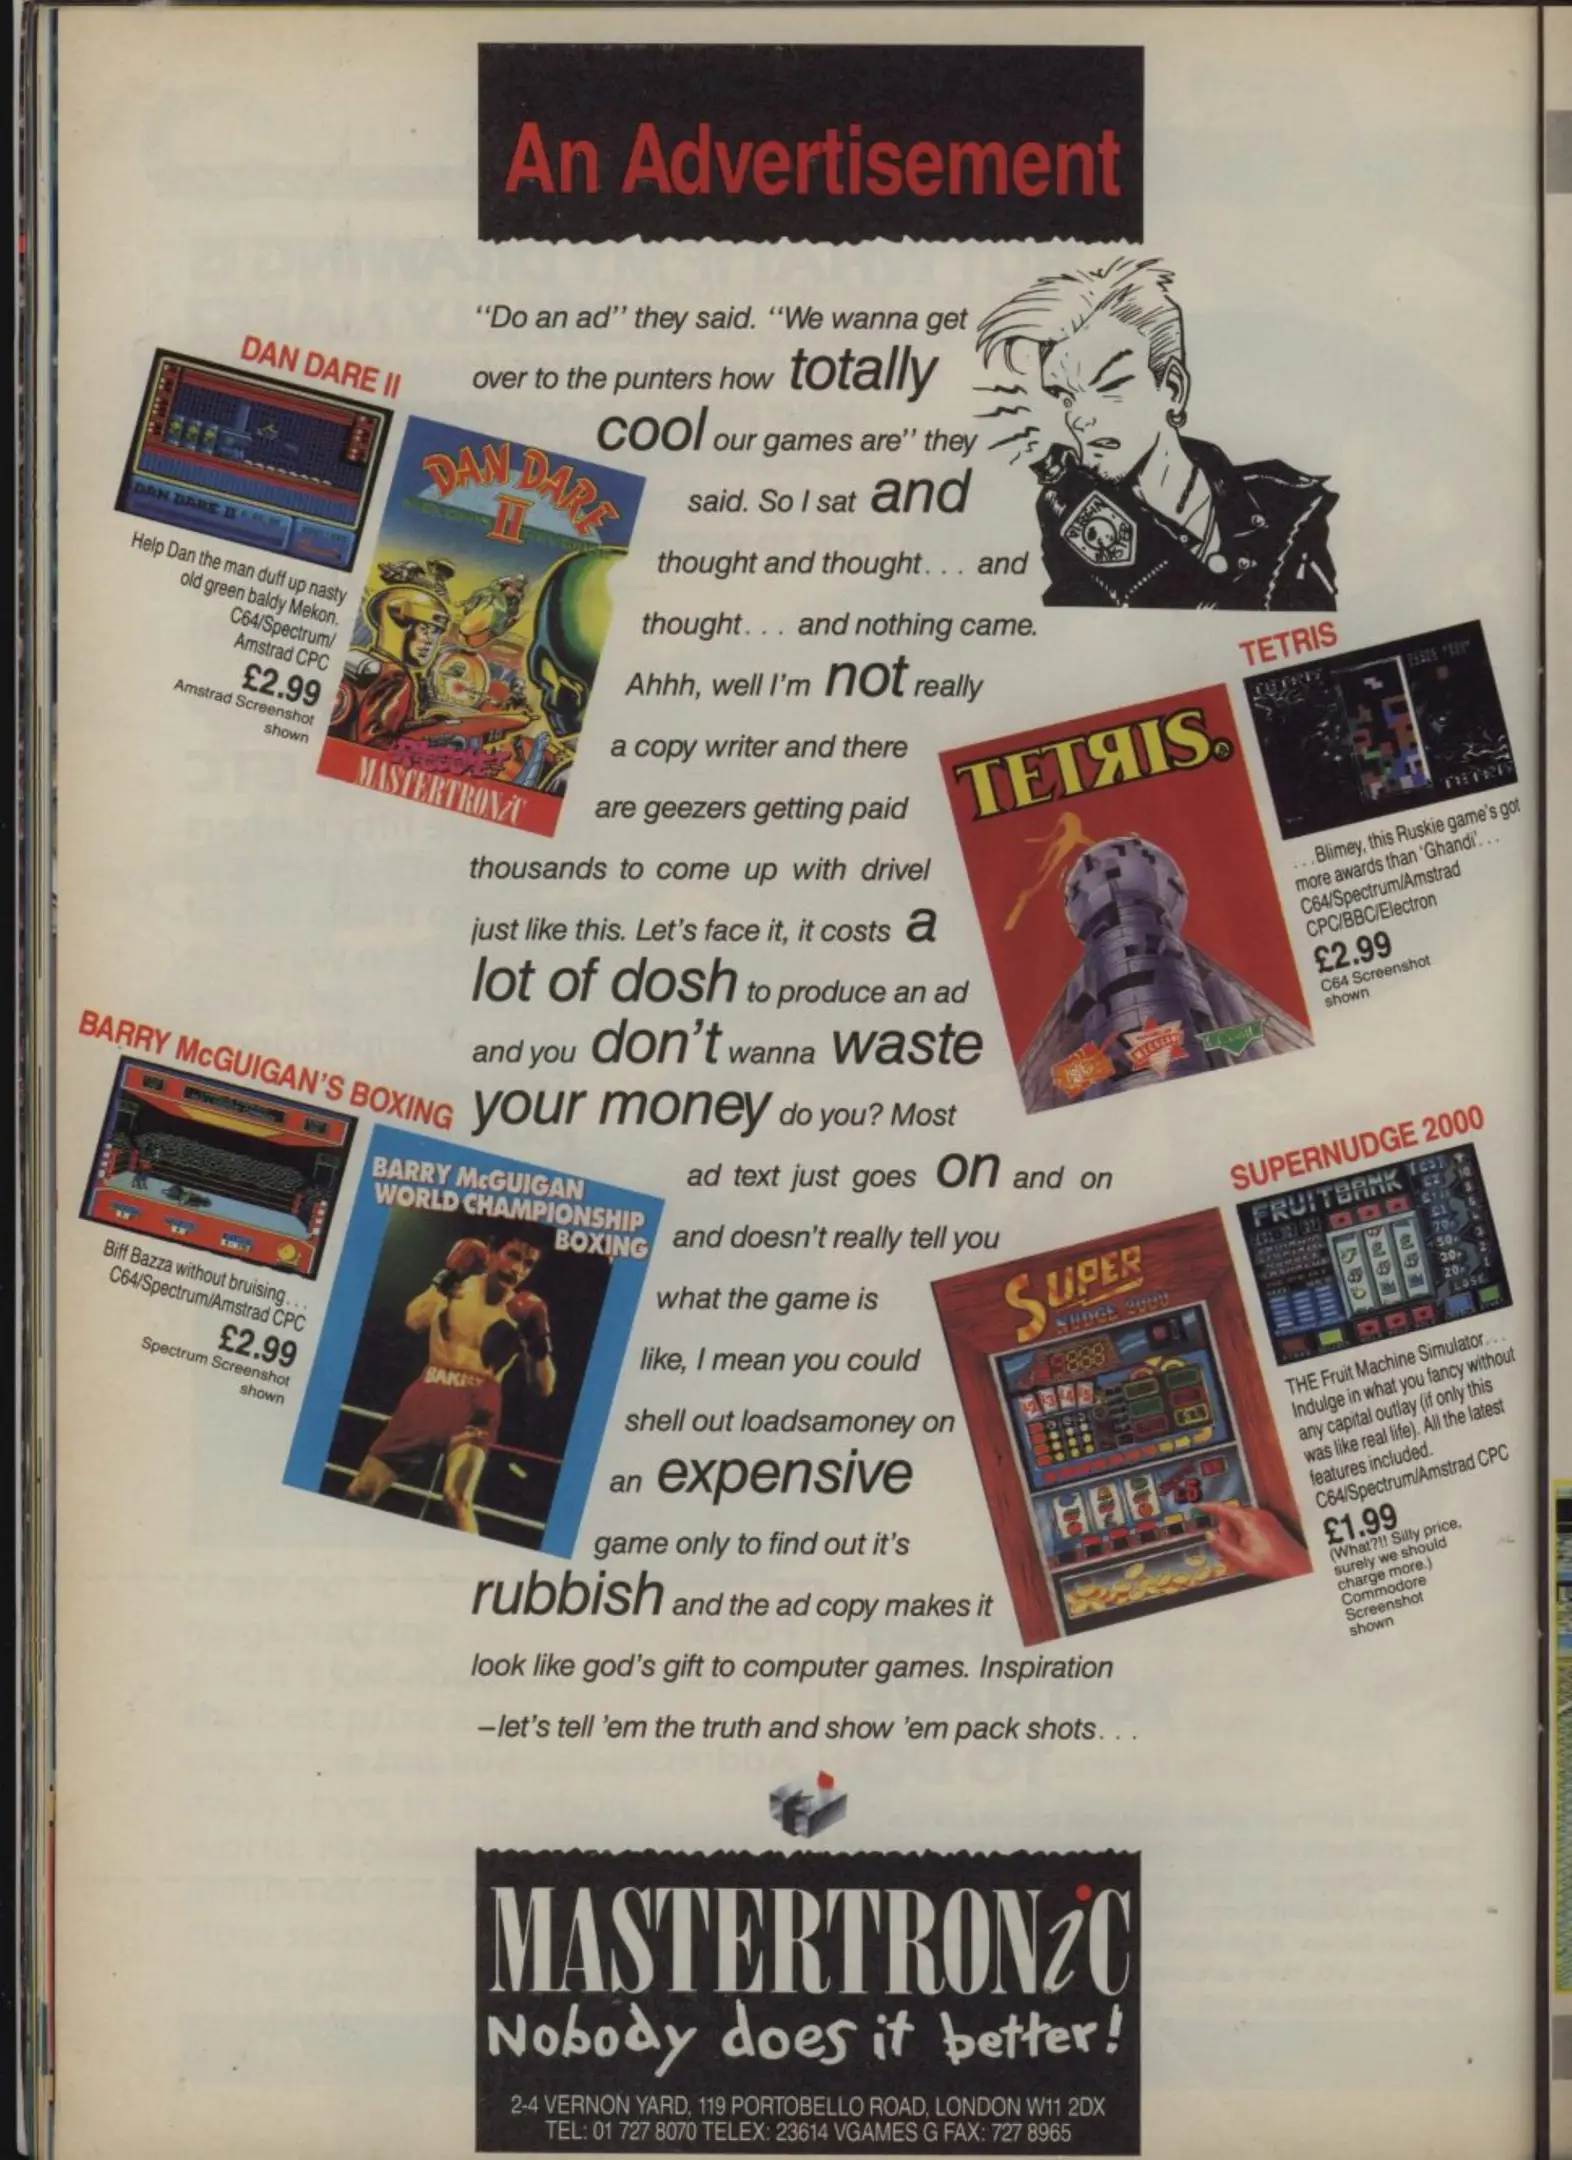 An Advertisement
"Do an ad" they said. "We wanna get
over to the punters how totally
cool our games are" they
said. So I sat and
thought and thought. . . and
thought. . . and nothing came.
Ahhh, well I'm not really
a copy writer and there
are geezers getting paid
thousands to come up with drivel
just like this. Let's face it, it costs a
lot of dosh to produce an ad
and you don't wanna waste
your money do you? Most
ad text just goes on and on
and doesn't really tell you
what the game is
like, I mean you could
shell out loadsamoney on
an expensive
game only to find out it's
rubbish and the ad copy makes it
look like god's gift to computer games. Inspiration
–let's tell 'em the truth and show 'em pack shots. . .
VIRGIN
MASTER
DAN DARE II
DAN DARE II
Help Dan the man duff up nasty
old green baldy Mekon.
C64/Spectrum/
Amstrad CPC
£2.99
Amstrad Screenshot
shown
DAN DARE
II
MASTERTRONiC
TETRIS
TETRIS
TETRIS
. . .Blimey, this Ruskie game's got
more awards than 'Ghandi'. . .
C64/Spectrum/Amstrad
CPC/BBC/Electron
£2.99
C64 Screenshot
shown
TETЯIS.
BARRY McGUIGAN'S BOXING
Biff Bazza without bruising. . .
C64/Spectrum/Amstrad CPC
£2.99
Spectrum Screenshot
shown
BARRY McGUIGAN
WORLD CHAMPIONSHIP
BOXING
BARRY
SUPERNUDGE 2000
FRUITBANK
THE Fruit Machine Simulator. . .
Indulge in what you fancy without
any capital outlay (if only this
was like real life). All the latest
features included.
C64/Spectrum/Amstrad CPC
£1.99
(What?!! Silly price,
surely we should
charge more.)
Commodore
Screenshot
shown
SUPER
NUDGE 2000
MASTERTRONiC
Nobody does it better!
2-4 VERNON YARD, 119 PORTOBELLO ROAD, LONDON W11 2DX
TEL: 01 727 8070 TELEX: 23614 VGAMES G FAX: 727 8965